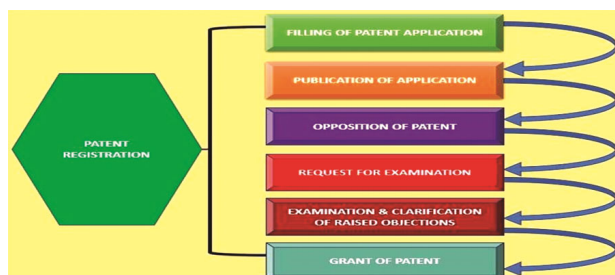 PATENT
REGISTRATION
FILLING OF PATENT APPLICATION
PUBLICATION OF APPLICATION
OPPOSITION OF PATENT
REQUEST FOR EXAMINATION
EXAMINATION & CLARIFICATION
OF RAISED OBJECTIONS
GRANT OF PATENT